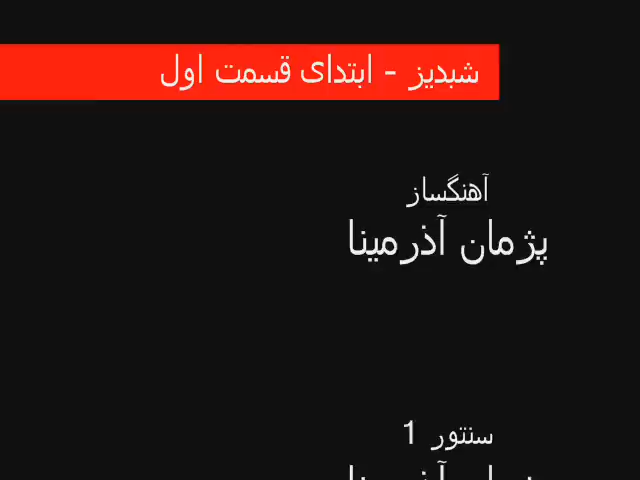 شبدیز - ابتدای قسمت اول
آهنگساز
پژمان آذرمینا
سنتور 1